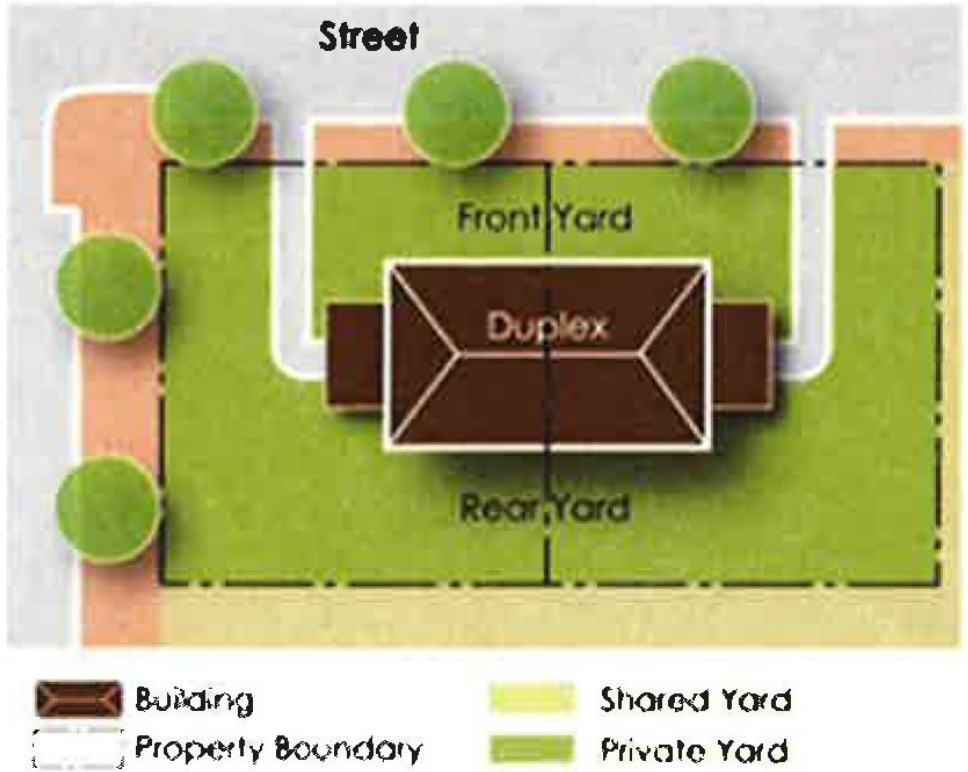 Street
Front Yard
Duplex
Rear Yard
Building
Shared Yard
Property Boundary
Private Yard